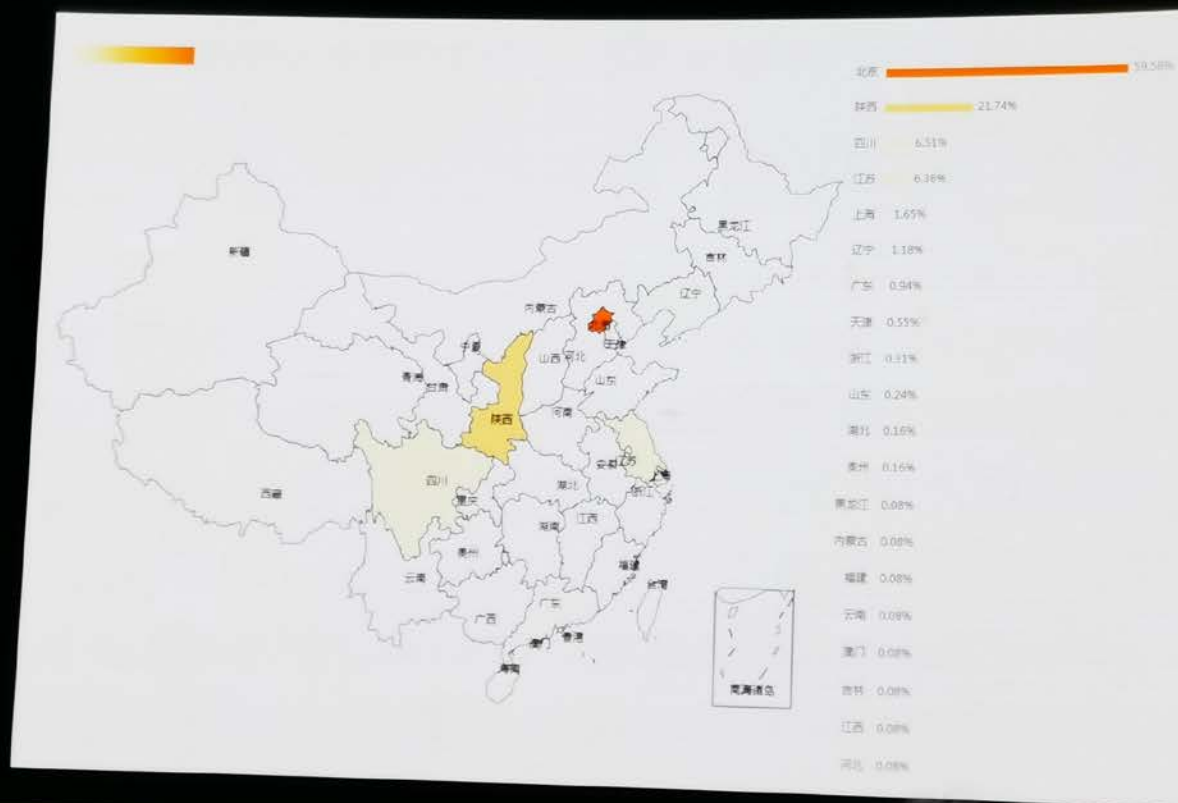 北京 59.58%
陕西 21.74%
四川 6.51%
江苏 6.36%
上海 1.65%
辽宁 1.18%
广东 0.94%
天津 0.55%
浙江 0.31%
山东 0.24%
湖北 0.16%
贵州 0.16%
黑龙江 0.08%
内蒙古 0.08%
福建 0.08%
云南 0.08%
澳门 0.08%
吉林 0.08%
江西 0.08%
河北 0.08%
黑龙江
新疆
吉林
辽宁
内蒙古
北京
天津
宁夏
山西
河北
青海
甘肃
山东
陕西
河南
安徽
江苏
上海
四川
湖北
浙江
西藏
重庆
湖南
江西
贵州
福建
云南
台湾
广东
广西
香港
澳门
海南
南海诸岛